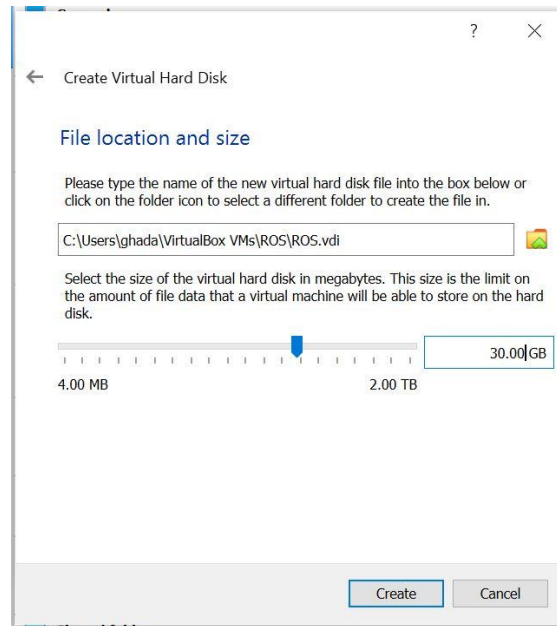 ?
Create Virtual Hard Disk
File location and size
Please type the name of the new virtual hard disk file into the box below or
click on the folder icon to select a different folder to create the file in.
C:\Users\ghada\VirtualBox VMs\ROS\ROS.vdi
Select the size of the virtual hard disk in megabytes. This size is the limit on
the amount of file data that a virtual machine will be able to store on the hard
disk.
30.00 GB
4.00 MB
2.00 TB
Create
Cancel